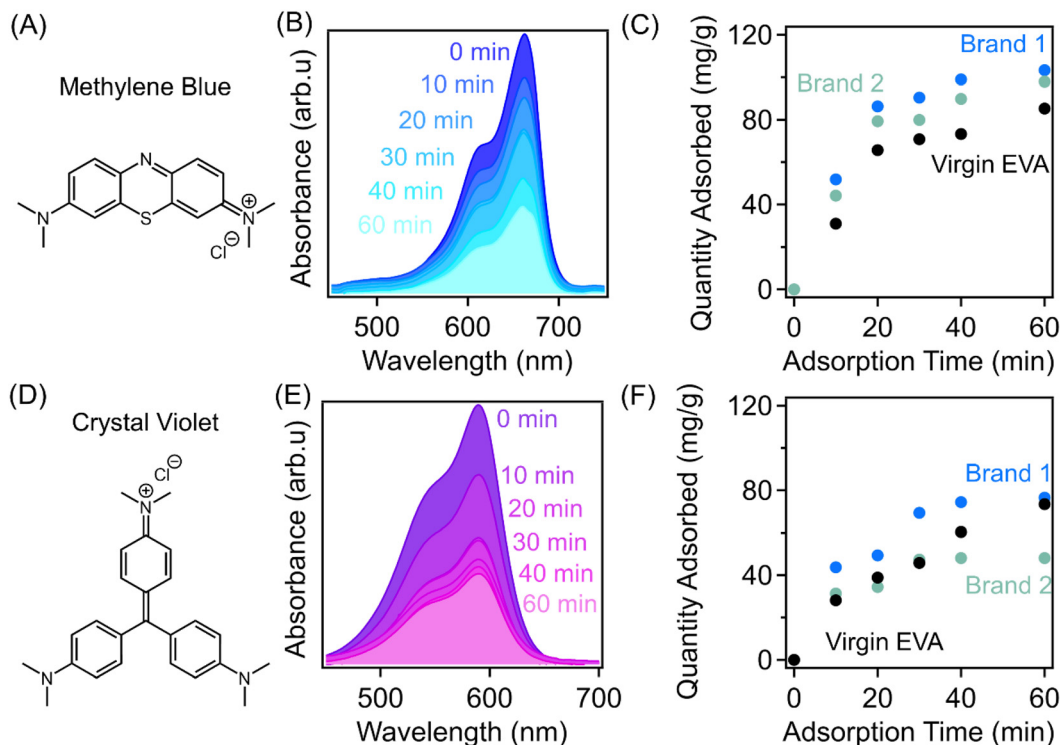 (A)
Methylene Blue
N
N
S
N
+
Cl
−
(B)
Absorbance (arb.u)
0 min
10 min
20 min
30 min
40 min
60 min
500
600
700
Wavelength (nm)
(C)
Quantity Adsorbed (mg/g)
120
80
40
0
Brand 1
Brand 2
Virgin EVA
0
20
40
60
Adsorption Time (min)
(D)
Crystal Violet
Cl
−
N
+
N
N
(E)
Absorbance (arb.u)
0 min
10 min
20 min
30 min
40 min
60 min
500
600
700
Wavelength (nm)
(F)
Quantity Adsorbed (mg/g)
120
80
40
0
Brand 1
Brand 2
Virgin EVA
0
20
40
60
Adsorption Time (min)